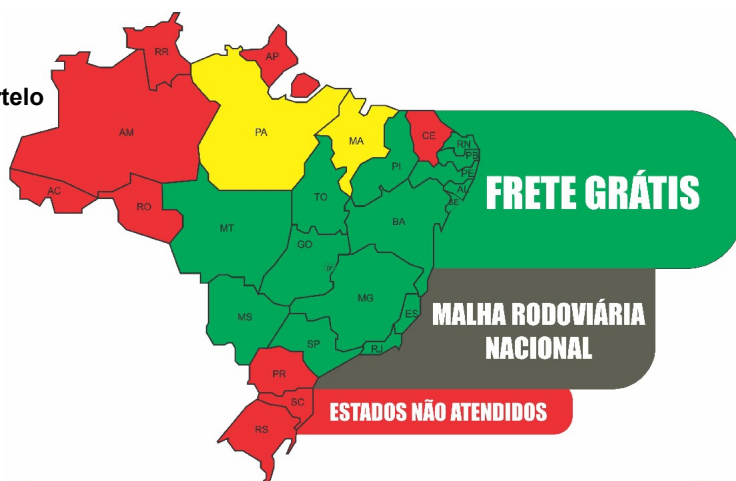 RR
AP
rtelo
AM
PA
MA
CE
RN
PB
PI
PE
AC
RO
TO
AL
SE
FRETE GRÁTIS
MT
BA
GO
DF
MG
MALHA RODOVIÁRIA
NACIONAL
MS
ES
SP
RJ
PR
SC
ESTADOS NÃO ATENDIDOS
RS